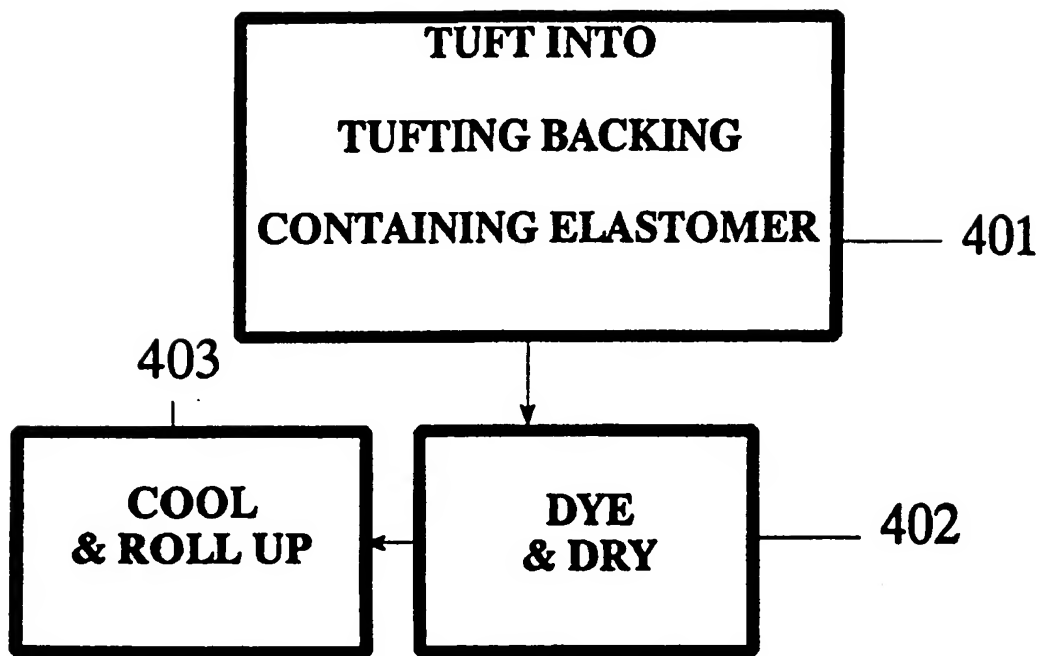 TUFT INTO
TUFTING BACKING
CONTAINING ELASTOMER
401
403
COOL
& ROLL UP
DYE
& DRY
402